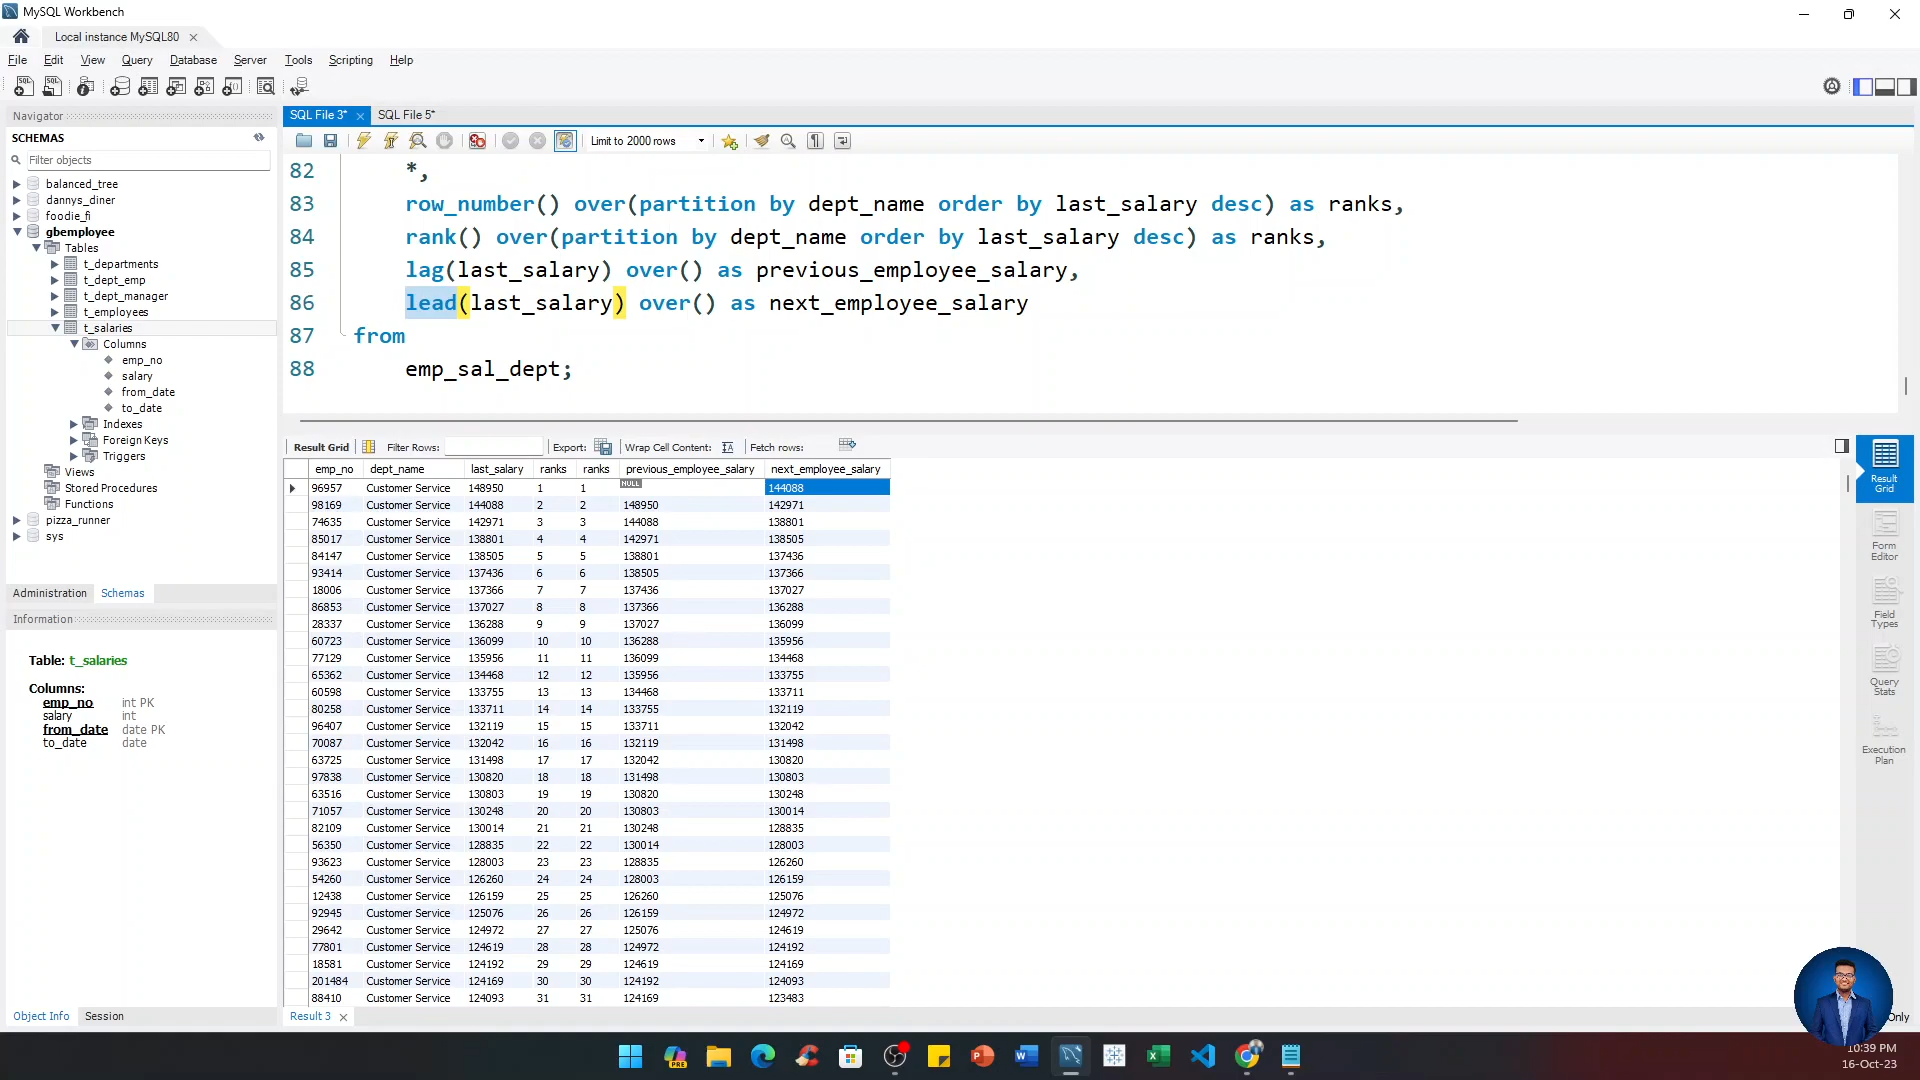 MySQL Workbench
Local instance MySQL80
File Edit View Query Database Server Tools Scripting Help
Navigator
SQL File 3* SQL File 5*
SCHEMAS
Limit to 2000 rows
Filter objects
balanced_tree
dannys_diner
foodie_fi
gbemployee
Tables
t_departments
t_dept_emp
t_dept_manager
t_employees
t_salaries
Columns
emp_no
salary
from_date
to_date
Indexes
Foreign Keys
Triggers
Views
Stored Procedures
Functions
pizza_runner
sys
Administration Schemas
Information
Table: t_salaries
Columns:
emp_no int PK
salary int
from_date date PK
to_date date
Object Info Session
82 *,
83 row_number() over(partition by dept_name order by last_salary desc) as ranks,
84 rank() over(partition by dept_name order by last_salary desc) as ranks,
85 lag(last_salary) over() as previous_employee_salary,
86 lead(last_salary) over() as next_employee_salary
87 from
88 emp_sal_dept;
Result Grid Filter Rows: Export: Wrap Cell Content: Fetch rows:
emp_no dept_name last_salary ranks ranks previous_employee_salary next_employee_salary
96957 Customer Service 148950 1 1 NULL 144088
98169 Customer Service 144088 2 2 148950 142971
74635 Customer Service 142971 3 3 144088 138801
85017 Customer Service 138801 4 4 142971 138505
84147 Customer Service 138505 5 5 138801 137436
93414 Customer Service 137436 6 6 138505 137366
18006 Customer Service 137366 7 7 137436 137027
86853 Customer Service 137027 8 8 137366 136288
28337 Customer Service 136288 9 9 137027 136099
60723 Customer Service 136099 10 10 136288 135956
77129 Customer Service 135956 11 11 136099 134468
65362 Customer Service 134468 12 12 135956 133755
60598 Customer Service 133755 13 13 134468 133711
80258 Customer Service 133711 14 14 133755 132119
96407 Customer Service 132119 15 15 133711 132042
70087 Customer Service 132042 16 16 132119 131498
63725 Customer Service 131498 17 17 132042 130820
97838 Customer Service 130820 18 18 131498 130803
63516 Customer Service 130803 19 19 130820 130248
71057 Customer Service 130248 20 20 130803 130014
82109 Customer Service 130014 21 21 130248 128835
56350 Customer Service 128835 22 22 130014 128003
93623 Customer Service 128003 23 23 128835 126260
54260 Customer Service 126260 24 24 128003 126159
12438 Customer Service 126159 25 25 126260 125076
92945 Customer Service 125076 26 26 126159 124972
29642 Customer Service 124972 27 27 125076 124619
77801 Customer Service 124619 28 28 124972 124192
18581 Customer Service 124192 29 29 124619 124169
201484 Customer Service 124169 30 30 124192 124093
88410 Customer Service 124093 31 31 124169 123483
Result 3
Result
Grid
Form
Editor
Field
Types
Query
Stats
Execution
Plan
Only
10:39 PM
16-Oct-23